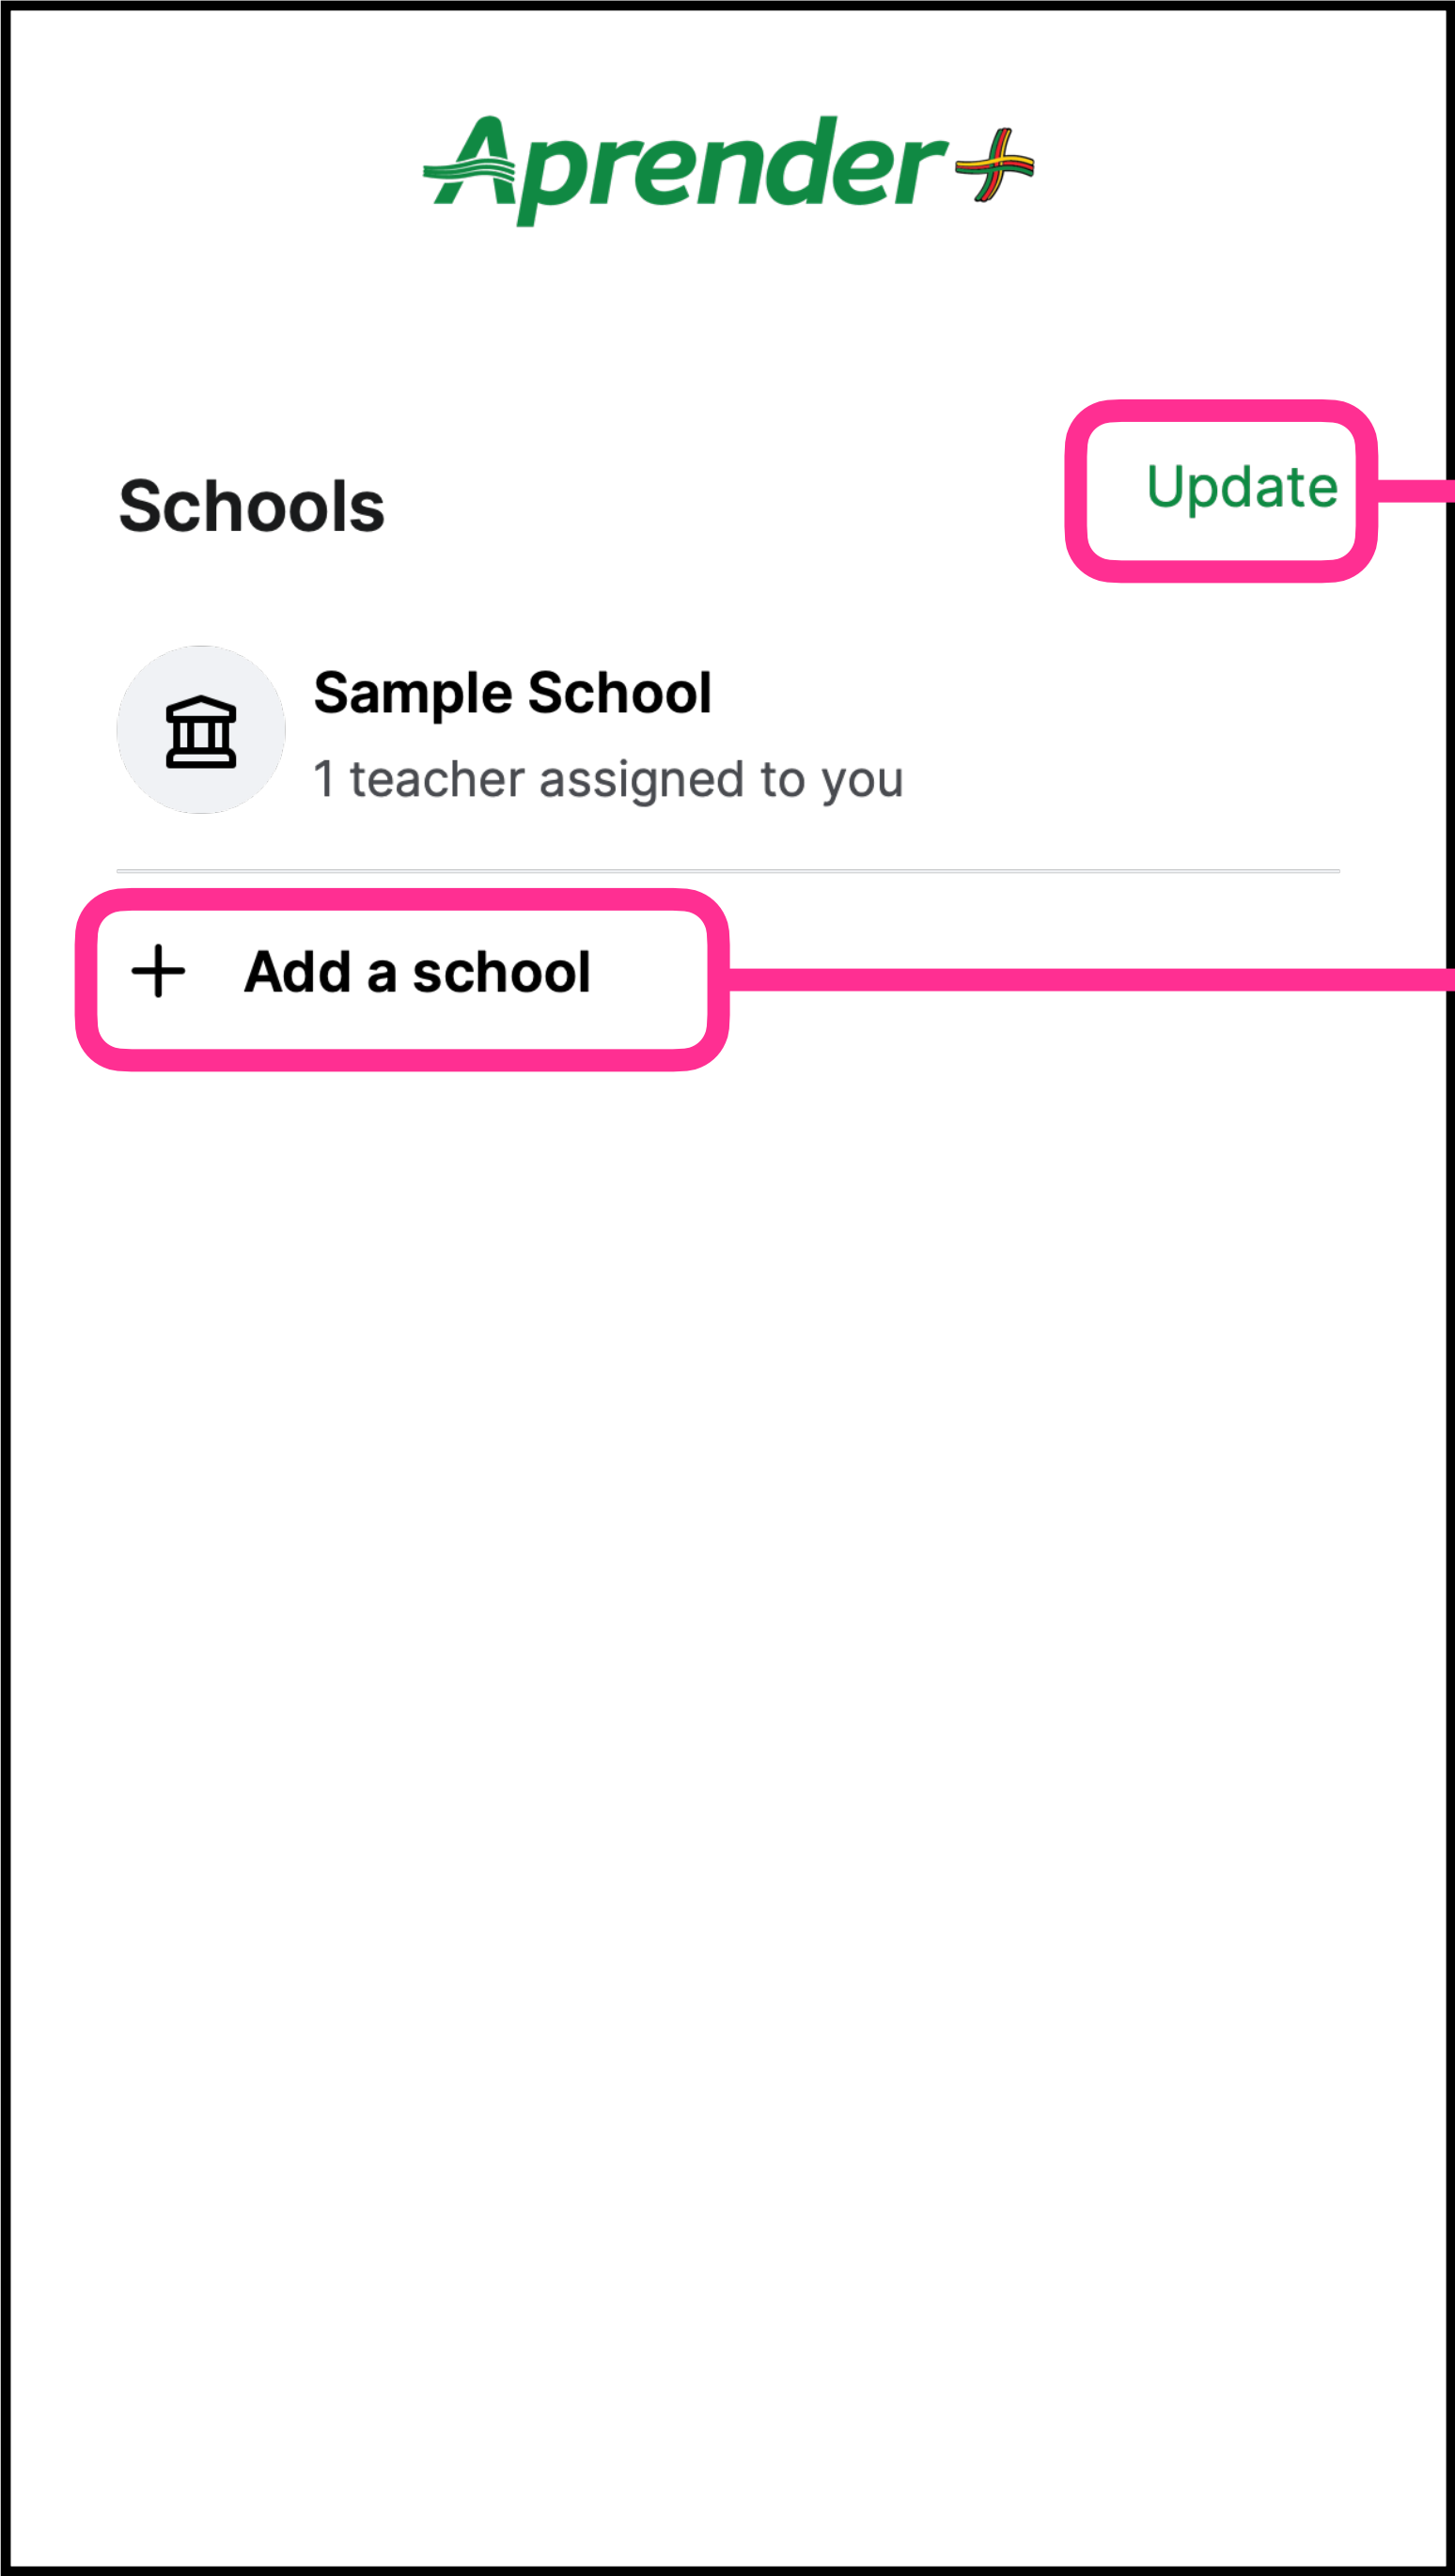 Aprender+
Schools
Update
Sample School
1 teacher assigned to you
+ Add a school